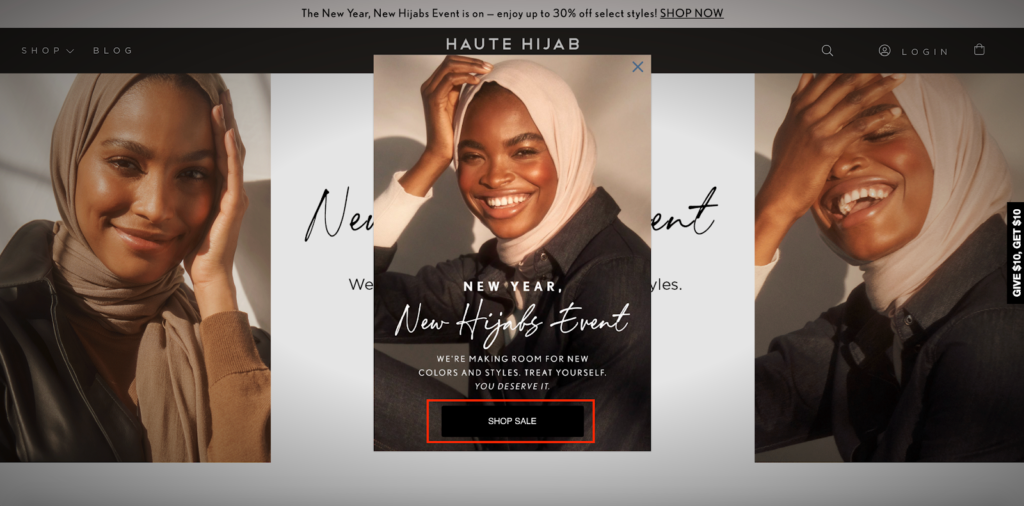 The New Year, New Hijabs Event is on — enjoy up to 30% off select styles! SHOP NOW
SHOP BLOG
HAUTE HIJAB
LOGIN
New ent
We yles.
NEW YEAR,
New Hijabs Event
WE'RE MAKING ROOM FOR NEW
COLORS AND STYLES. TREAT YOURSELF.
YOU DESERVE IT.
SHOP SALE
GIVE $10, GET $10